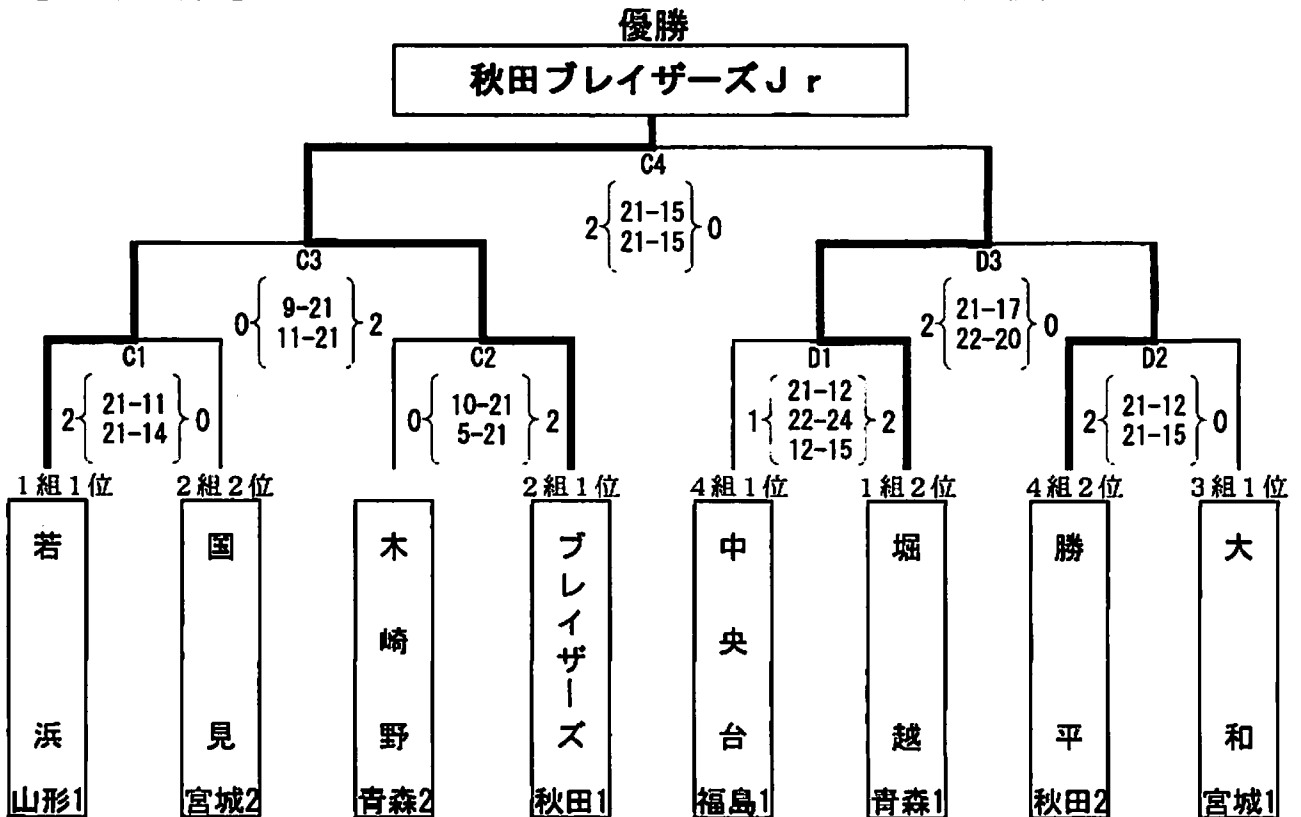 優勝
秋田ブレイザーズJr
C4
2 21-15 0
21-15
C3
0 9-21 2
11-21
D3
2 21-17 0
22-20
C1
2 21-11 0
21-14
C2
0 10-21 2
5-21
D1
1 21-12 2
22-24
12-15
D2
2 21-12 0
21-15
1組1位
2組2位
2組1位
4組1位
1組2位
4組2位
3組1位
若浜
国見
木崎野
ブレイザーズ
中央台
堀越
勝平
大和
山形1
宮城2
青森2
秋田1
福島1
青森1
秋田2
宮城1